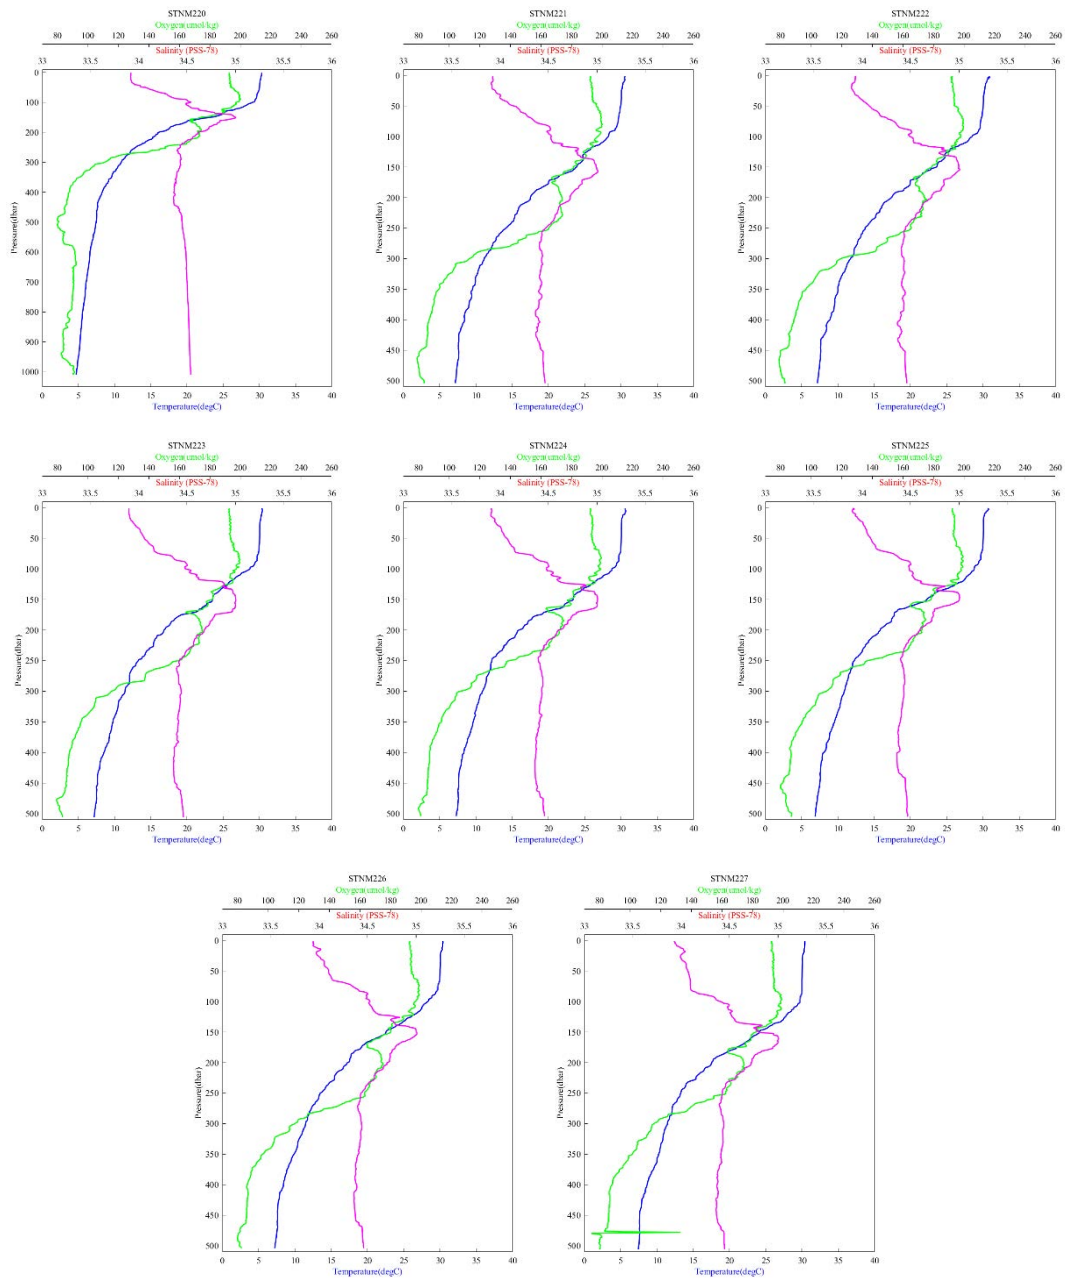 STNM220
Oxygen(umol/kg)
80 100 120 140 160 180 200 220 240 260
Salinity (PSS-78)
33 33.5 34 34.5 35 35.5 36
0
100
200
300
400
500
600
700
800
900
1000
Pressure(dbar)
0 5 10 15 20 25 30 35 40
Temperature(degC)
STNM221
Oxygen(umol/kg)
80 100 120 140 160 180 200 220 240 260
Salinity (PSS-78)
33 33.5 34 34.5 35 35.5 36
0
50
100
150
200
250
300
350
400
450
500
Pressure(dbar)
0 5 10 15 20 25 30 35 40
Temperature(degC)
STNM222
Oxygen(umol/kg)
80 100 120 140 160 180 200 220 240 260
Salinity (PSS-78)
33 33.5 34 34.5 35 35.5 36
0
50
100
150
200
250
300
350
400
450
500
Pressure(dbar)
0 5 10 15 20 25 30 35 40
Temperature(degC)
STNM223
Oxygen(umol/kg)
80 100 120 140 160 180 200 220 240 260
Salinity (PSS-78)
33 33.5 34 34.5 35 35.5 36
0
50
100
150
200
250
300
350
400
450
500
Pressure(dbar)
0 5 10 15 20 25 30 35 40
Temperature(degC)
STNM224
Oxygen(umol/kg)
80 100 120 140 160 180 200 220 240 260
Salinity (PSS-78)
33 33.5 34 34.5 35 35.5 36
0
50
100
150
200
250
300
350
400
450
500
Pressure(dbar)
0 5 10 15 20 25 30 35 40
Temperature(degC)
STNM225
Oxygen(umol/kg)
80 100 120 140 160 180 200 220 240 260
Salinity (PSS-78)
33 33.5 34 34.5 35 35.5 36
0
50
100
150
200
250
300
350
400
450
500
Pressure(dbar)
0 5 10 15 20 25 30 35 40
Temperature(degC)
STNM226
Oxygen(umol/kg)
80 100 120 140 160 180 200 220 240 260
Salinity (PSS-78)
33 33.5 34 34.5 35 35.5 36
0
50
100
150
200
250
300
350
400
450
500
Pressure(dbar)
0 5 10 15 20 25 30 35 40
Temperature(degC)
STNM227
Oxygen(umol/kg)
80 100 120 140 160 180 200 220 240 260
Salinity (PSS-78)
33 33.5 34 34.5 35 35.5 36
0
50
100
150
200
250
300
350
400
450
500
Pressure(dbar)
0 5 10 15 20 25 30 35 40
Temperature(degC)